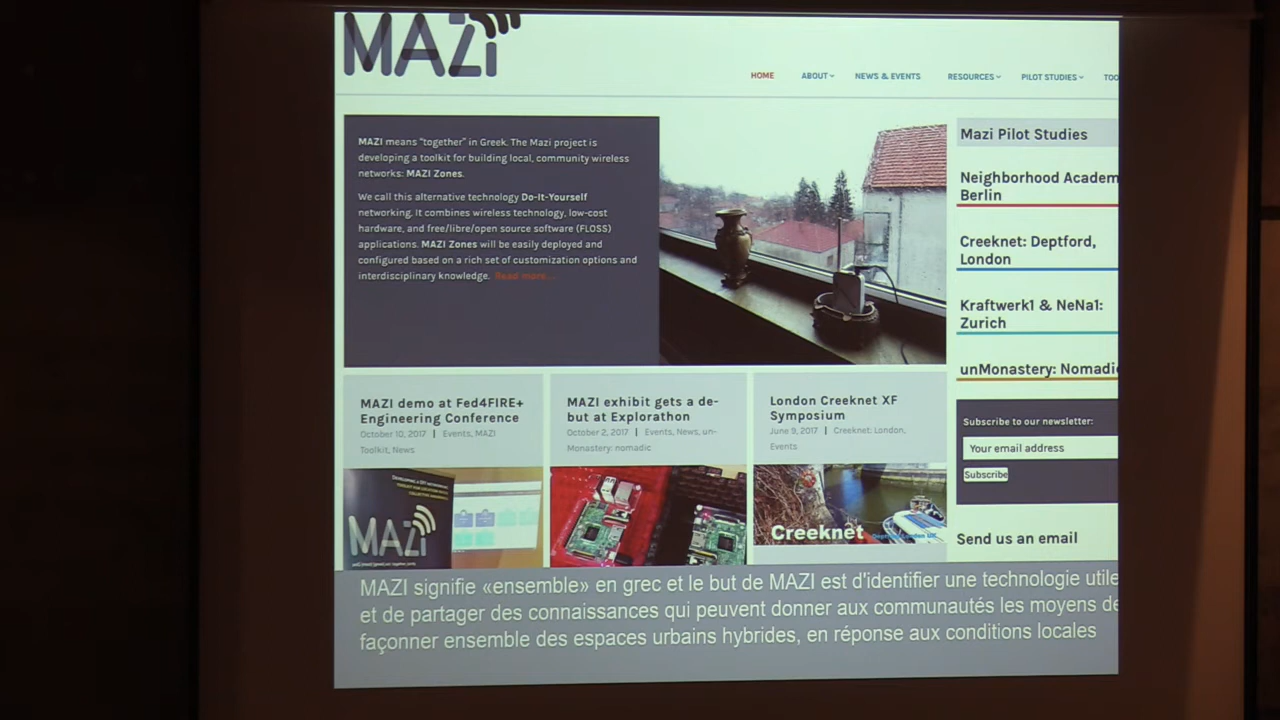 MAZi
HOME ABOUT NEWS & EVENTS RESOURCES PILOT STUDIES TOO
MAZI means "together" in Greek. The Mazi project is
developing a toolkit for building local, community wireless
networks: MAZI Zones.
We call this alternative technology Do-It-Yourself
networking. It combines wireless technology, low-cost
hardware, and free/libre/open source software (FLOSS)
applications. MAZI Zones will be easily deployed and
configured based on a rich set of customization options and
interdisciplinary knowledge. Read more...
Mazi Pilot Studies
Neighborhood Academ
Berlin
Creeknet: Deptford,
London
Kraftwerk1 & NeNa1:
Zurich
unMonastery: Nomadic
Subscribe to our newsletter:
Your email address
Subscribe
Send us an email
MAZI demo at Fed4FIRE+
Engineering Conference
October 10, 2017 | Events, MAZI
Toolkit, News
MAZI exhibit gets a de-
but at Explorathon
October 2, 2017 | Events, News, un-
Monastery: nomadic
London Creeknet XF
Symposium
June 9, 2017 | Creeknet: London,
Events
MAZi
Creeknet
MAZI signifie «ensemble» en grec et le but de MAZI est d'identifier une technologie utile
et de partager des connaissances qui peuvent donner aux communautés les moyens de
façonner ensemble des espaces urbains hybrides, en réponse aux conditions locales